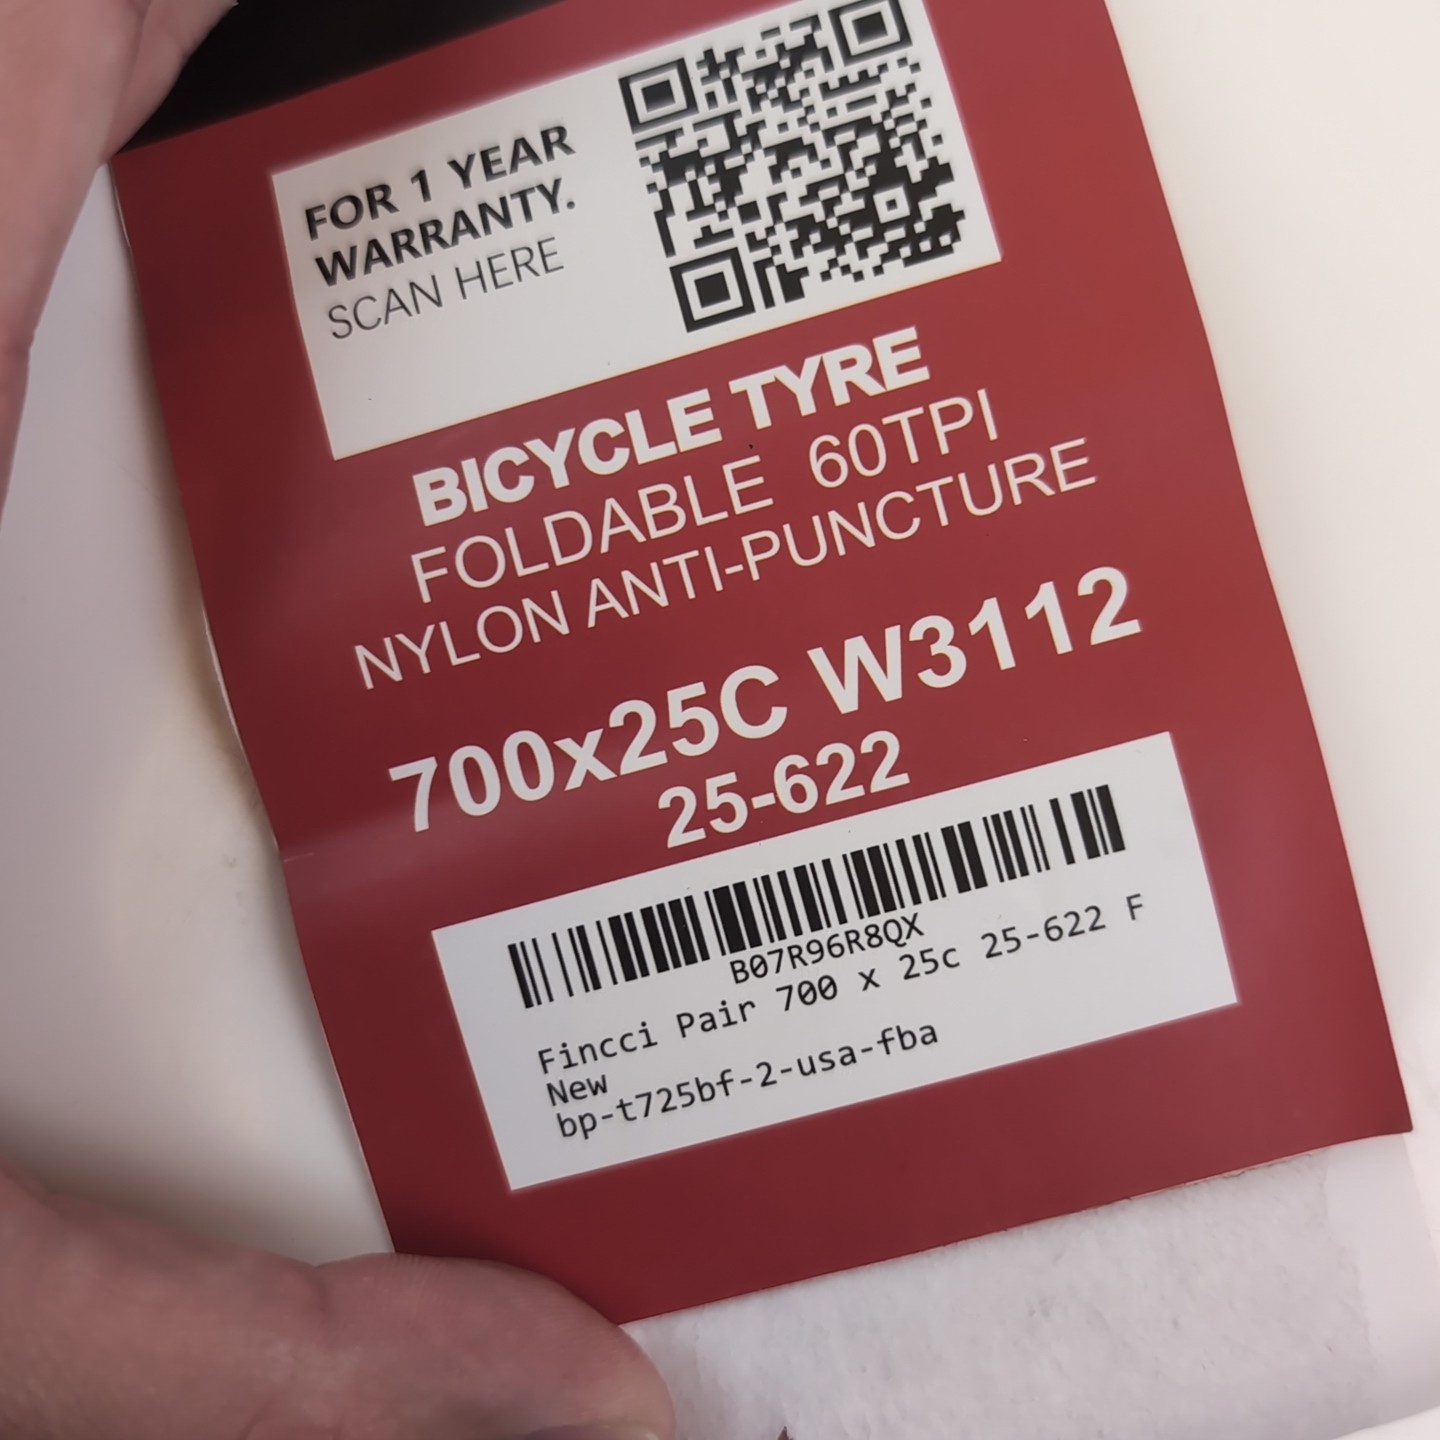 FOR 1 YEAR
WARRANTY.
SCAN HERE
BICYCLE TYRE
FOLDABLE 60TPI
NYLON ANTI-PUNCTURE
700x25C W3112
25-622
B07R96R8QX
Fincci Pair 700 x 25c 25-622 F
New
bp-t725bf-2-usa-fba